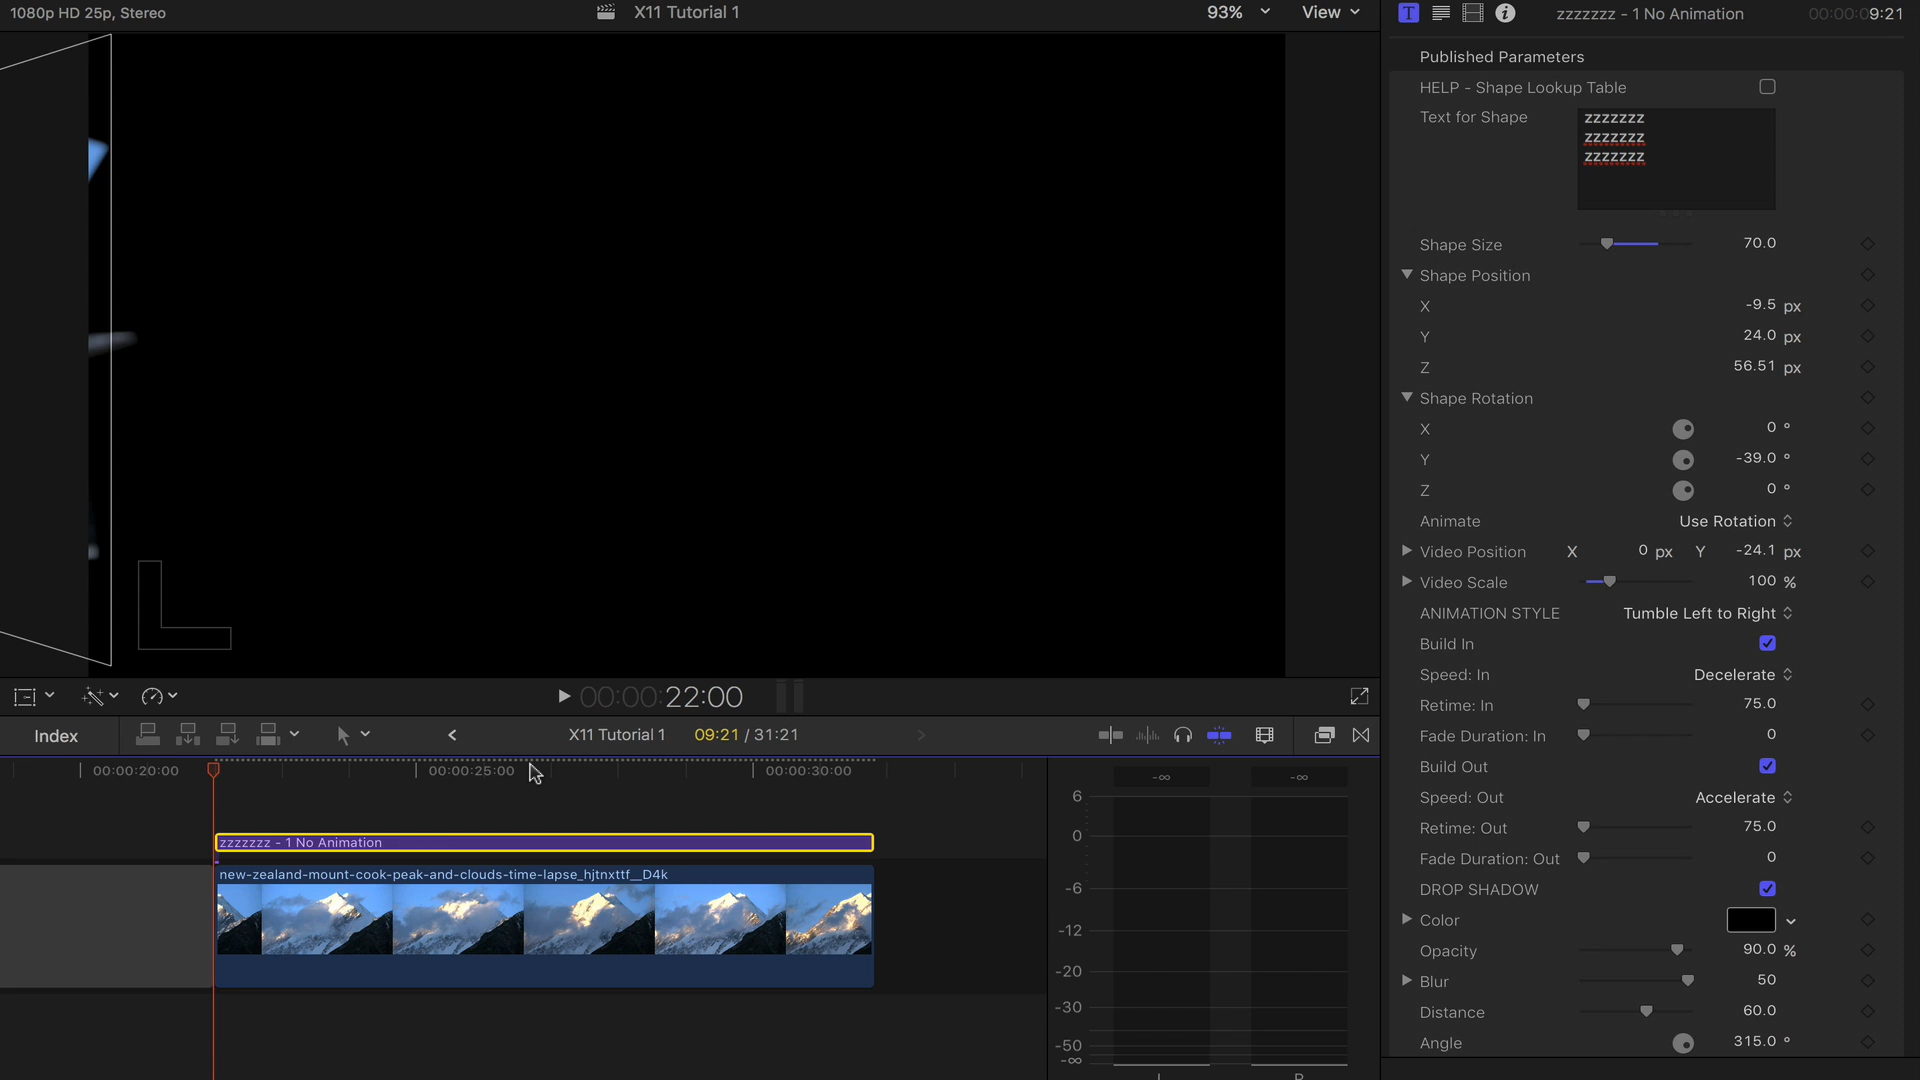 1080p HD 25p, Stereo
X11 Tutorial 1
93%
View
T
i
zzzzzzz - 1 No Animation
00:00:09:21
Published Parameters
HELP - Shape Lookup Table
Text for Shape
zzzzzzz
zzzzzzz
zzzzzzz
Shape Size 70.0
Shape Position
X -9.5 px
Y 24.0 px
Z 56.51 px
Shape Rotation
X 0 °
Y -39.0 °
Z 0 °
Animate Use Rotation
Video Position X 0 px Y -24.1 px
Video Scale 100 %
ANIMATION STYLE Tumble Left to Right
Build In
Speed: In Decelerate
Retime: In 75.0
Fade Duration: In 0
Build Out
Speed: Out Accelerate
Retime: Out 75.0
Fade Duration: Out 0
DROP SHADOW
Color
Opacity 90.0 %
Blur 50
Distance 60.0
Angle 315.0 °
00:00:22:00
Index
X11 Tutorial 1
09:21 / 31:21
00:00:20:00
00:00:25:00
00:00:30:00
zzzzzzz - 1 No Animation
new-zealand-mount-cook-peak-and-clouds-time-lapse_hjtnxttf__D4k
-∞ -∞
6
0
-6
-12
-20
-30
-50
-∞